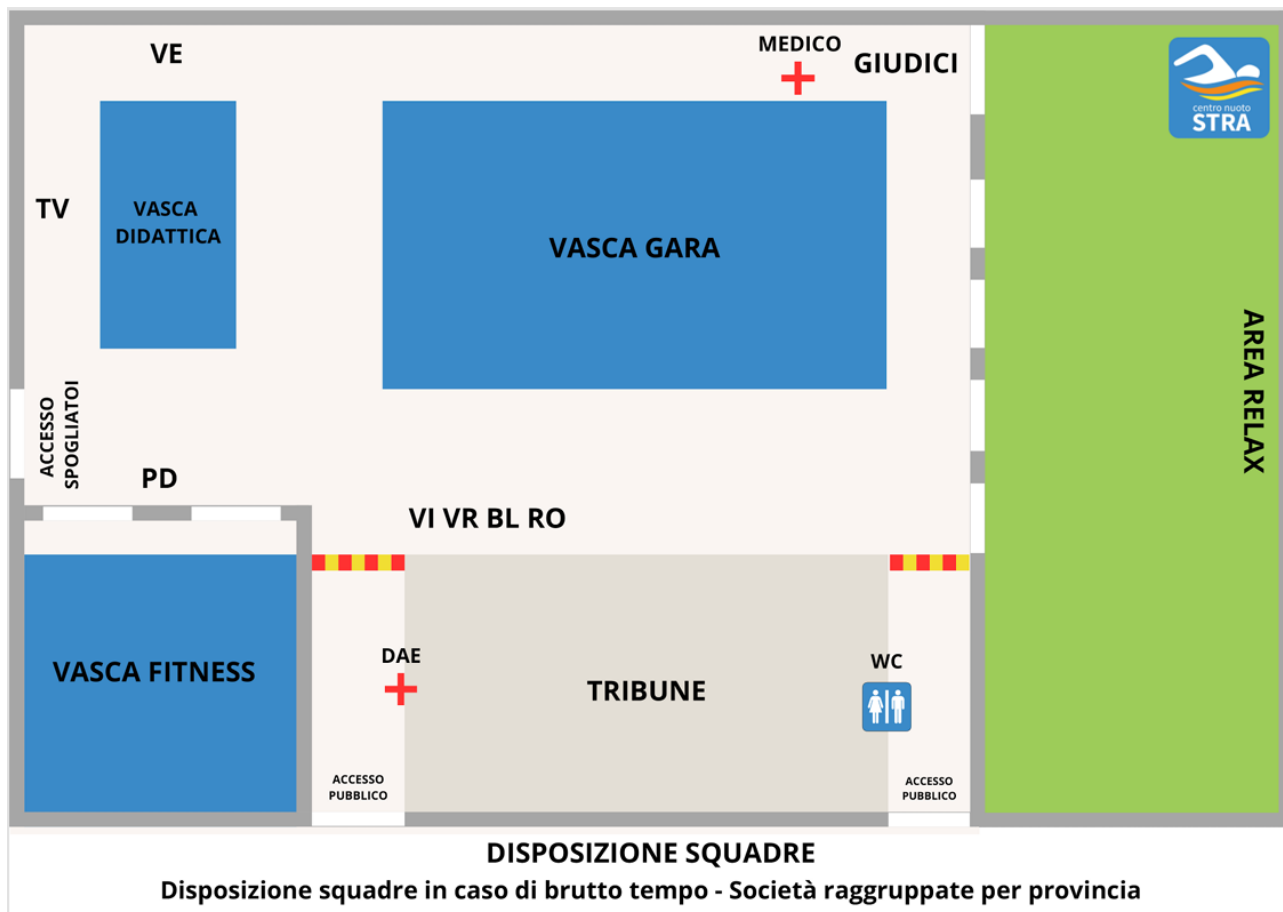 VE
MEDICO
GIUDICI
centro nuoto
STRA
TV
VASCA
DIDATTICA
VASCA GARA
AREA RELAX
ACCESSO
SPOGLIATOI
PD
VI VR BL RO
VASCA FITNESS
DAE
TRIBUNE
WC
ACCESSO
PUBBLICO
ACCESSO
PUBBLICO
DISPOSIZIONE SQUADRE
Disposizione squadre in caso di brutto tempo - Società raggruppate per provincia